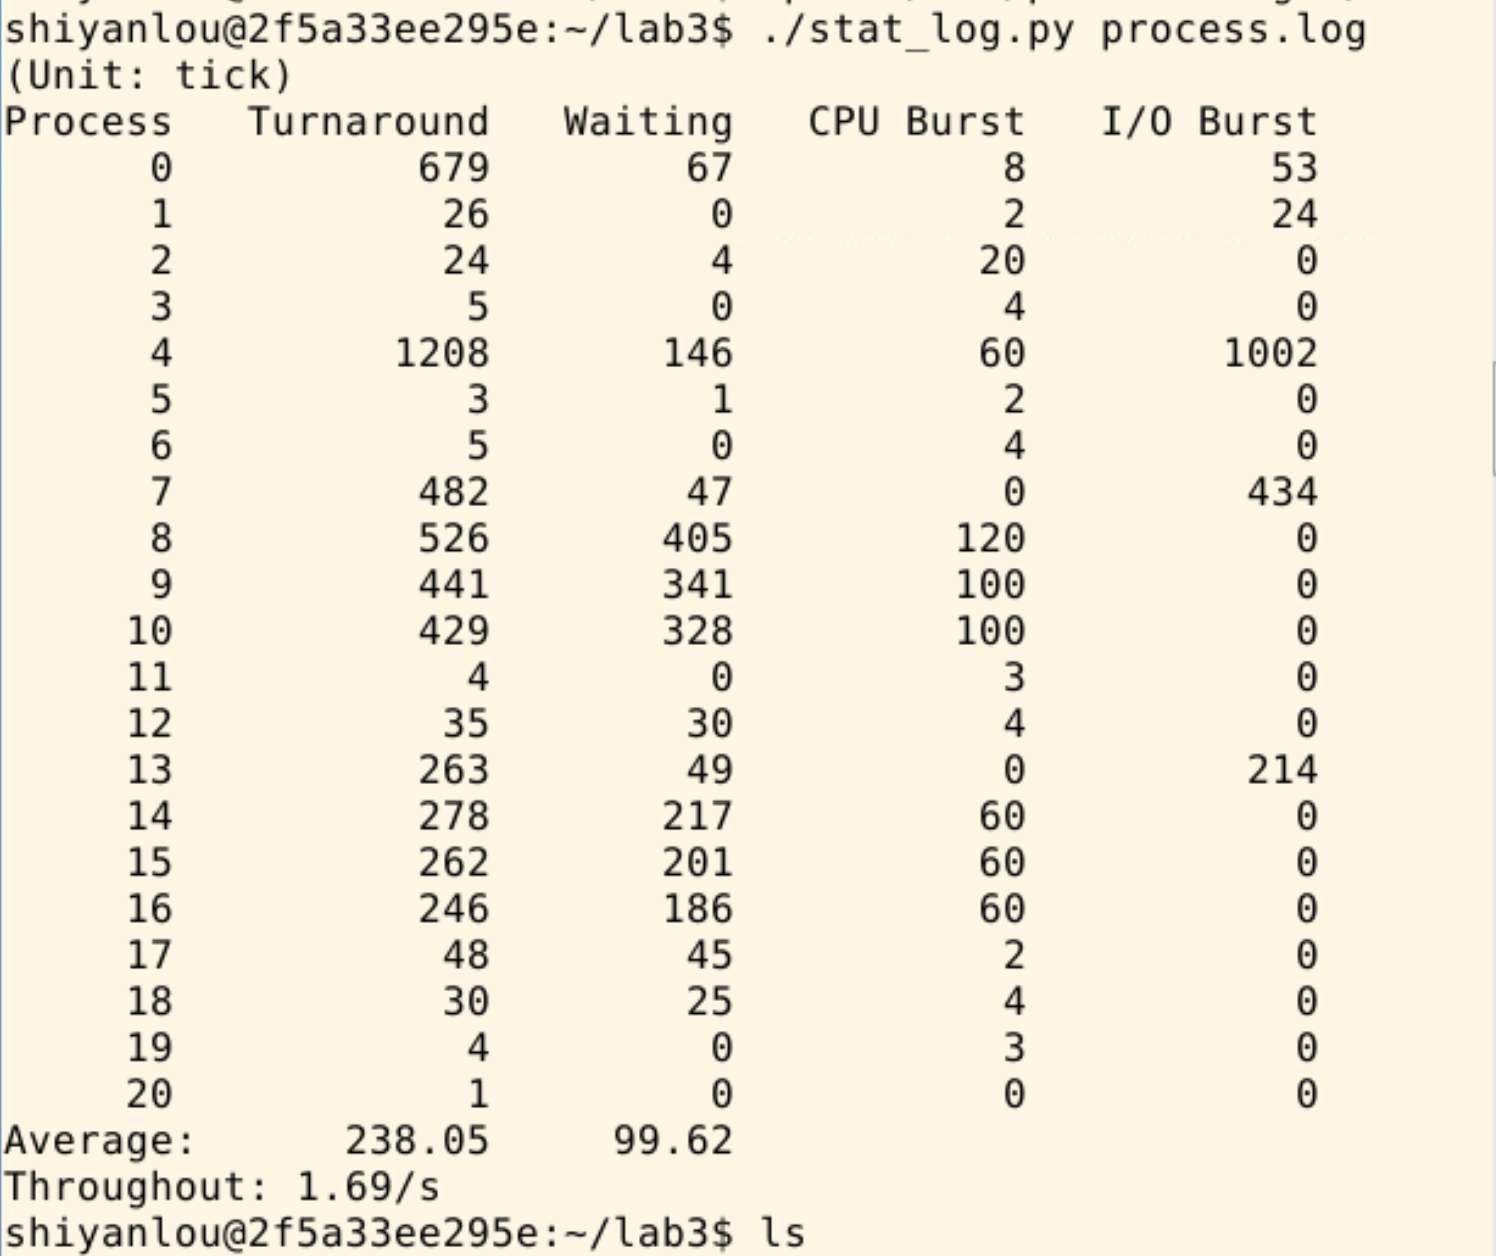 shiyanlou@2f5a33ee295e:~/lab3$ ./stat_log.py process.log
(Unit: tick)
Process   Turnaround   Waiting   CPU Burst   I/O Burst
      0          679        67           8          53
      1           26         0           2          24
      2           24         4          20           0
      3            5         0           4           0
      4         1208       146          60        1002
      5            3         1           2           0
      6            5         0           4           0
      7          482        47           0         434
      8          526       405         120           0
      9          441       341         100           0
     10          429       328         100           0
     11            4         0           3           0
     12           35        30           4           0
     13          263        49           0         214
     14          278       217          60           0
     15          262       201          60           0
     16          246       186          60           0
     17           48        45           2           0
     18           30        25           4           0
     19            4         0           3           0
     20            1         0           0           0
Average:      238.05     99.62
Throughout: 1.69/s
shiyanlou@2f5a33ee295e:~/lab3$ ls